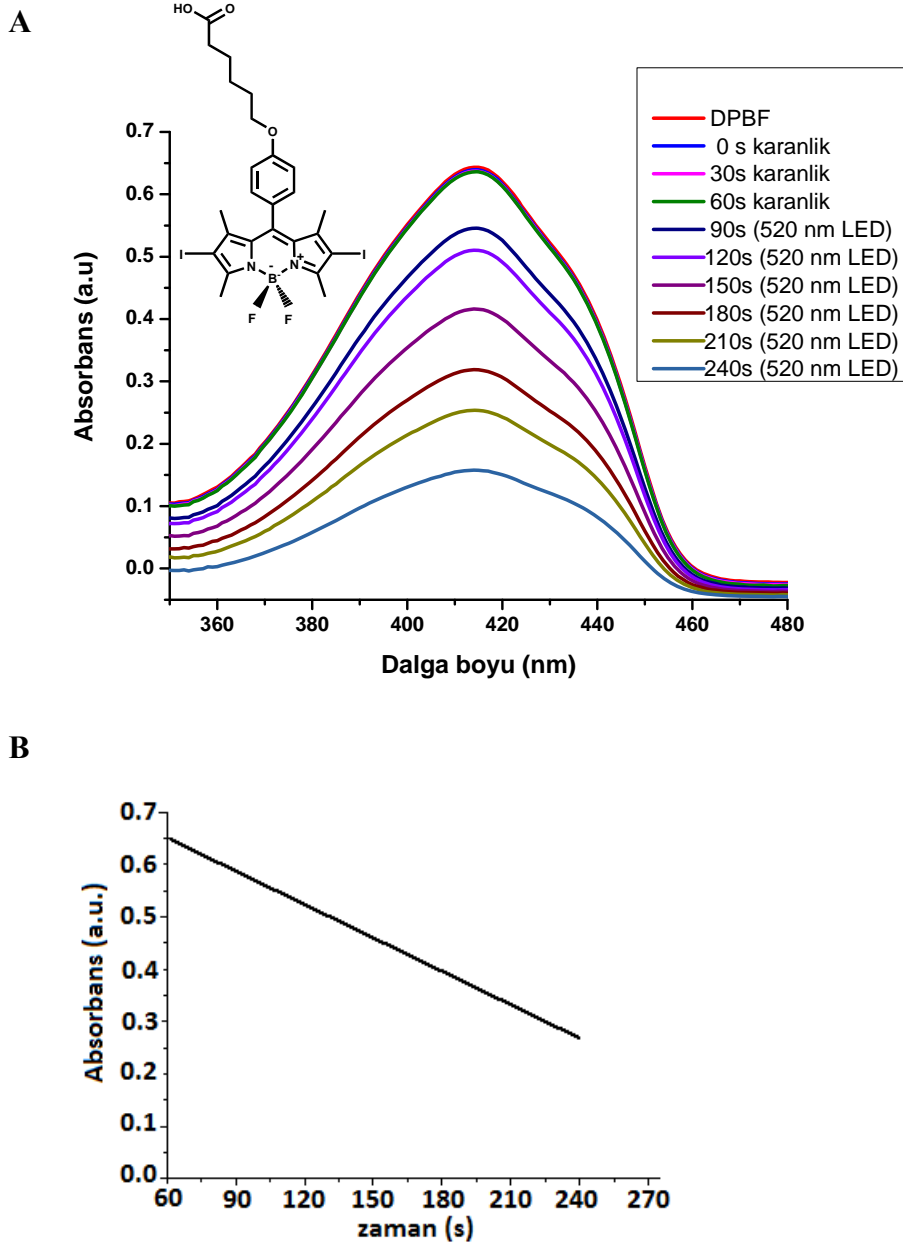 A
HO
O
O
I
I
N
N
+
-
B
F
F
DPBF
0 s karanlik
30s karanlik
60s karanlik
90s (520 nm LED)
120s (520 nm LED)
150s (520 nm LED)
180s (520 nm LED)
210s (520 nm LED)
240s (520 nm LED)
0.7
0.6
0.5
0.4
0.3
0.2
0.1
0.0
Absorbans (a.u)
360 380 400 420 440 460 480
Dalga boyu (nm)
B
0.7
0.6
0.5
0.4
0.3
0.2
0.1
0.0
Absorbans (a.u.)
60 90 120 150 180 210 240 270
zaman (s)